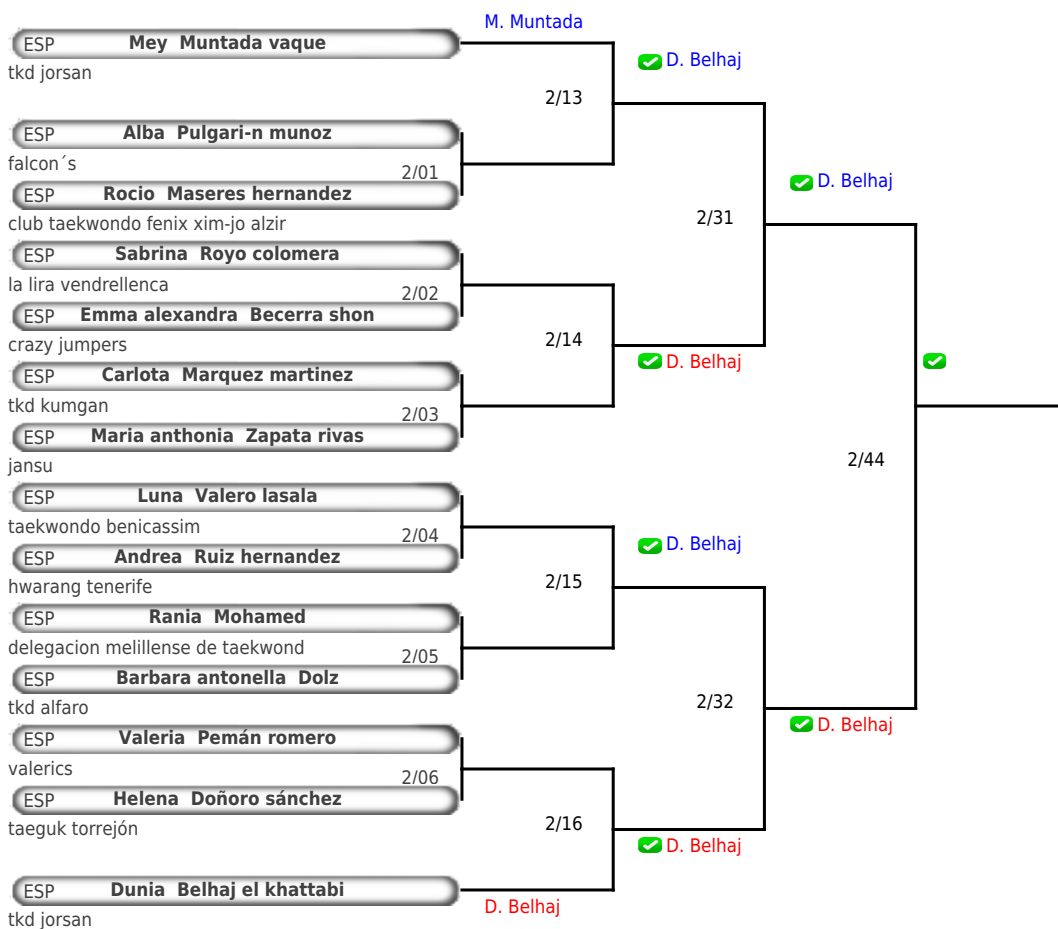 M. Muntada
ESP Mey Muntada vaque
tkd jorsan
D. Belhaj
2/13
ESP Alba Pulgari-n munoz
falcon´s
2/01
ESP Rocio Maseres hernandez
club taekwondo fenix xim-jo alzir
D. Belhaj
2/31
ESP Sabrina Royo colomera
la lira vendrellenca
2/02
ESP Emma alexandra Becerra shon
crazy jumpers
2/14
D. Belhaj
ESP Carlota Marquez martinez
tkd kumgan
2/03
ESP Maria anthonia Zapata rivas
jansu
2/44
ESP Luna Valero lasala
taekwondo benicassim
2/04
D. Belhaj
ESP Andrea Ruiz hernandez
hwarang tenerife
2/15
ESP Rania Mohamed
delegacion melillense de taekwond
2/05
ESP Barbara antonella Dolz
tkd alfaro
2/32
D. Belhaj
ESP Valeria Pemán romero
valerics
2/06
ESP Helena Doñoro sánchez
taeguk torrejón
2/16
D. Belhaj
ESP Dunia Belhaj el khattabi
tkd jorsan
D. Belhaj